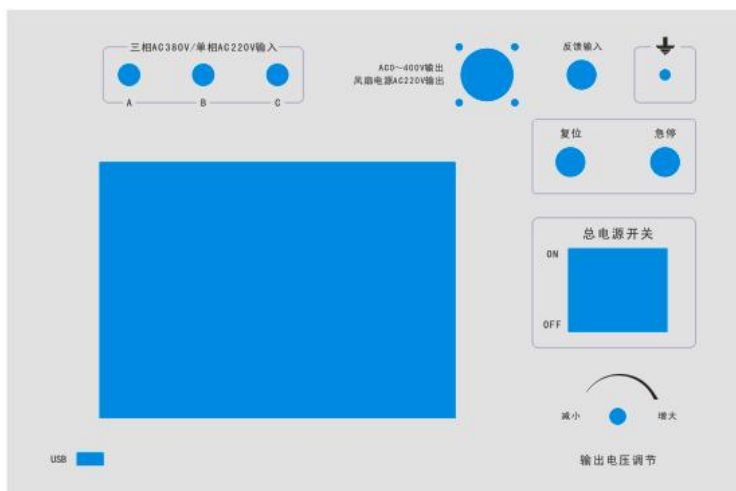 三相AC380V/单相AC220V输入
A
B
C
AC0～400V输出
风扇电源AC220V输出
反馈输入
复位
急停
总电源开关
ON
OFF
减小
增大
输出电压调节
USB